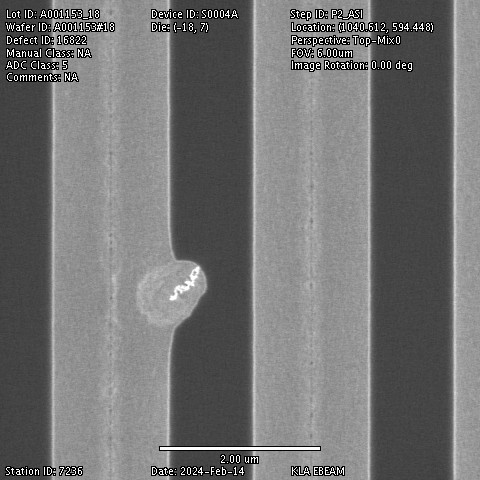 Lot ID: A001153_18
Wafer ID: A001153#18
Defect ID: 16822
Manual Class: NA
ADC Class: 5
Comments: NA
Device ID: S0004A
Die: (-18, 7)
Step ID: P2_ASI
Location: (1040.612, 594.448)
Perspective: Top-Mix0
FOV: 6.00um
Image Rotation: 0.00 deg
2.00 um
Station ID: 7236
Date: 2024-Feb-14
KLA EBEAM